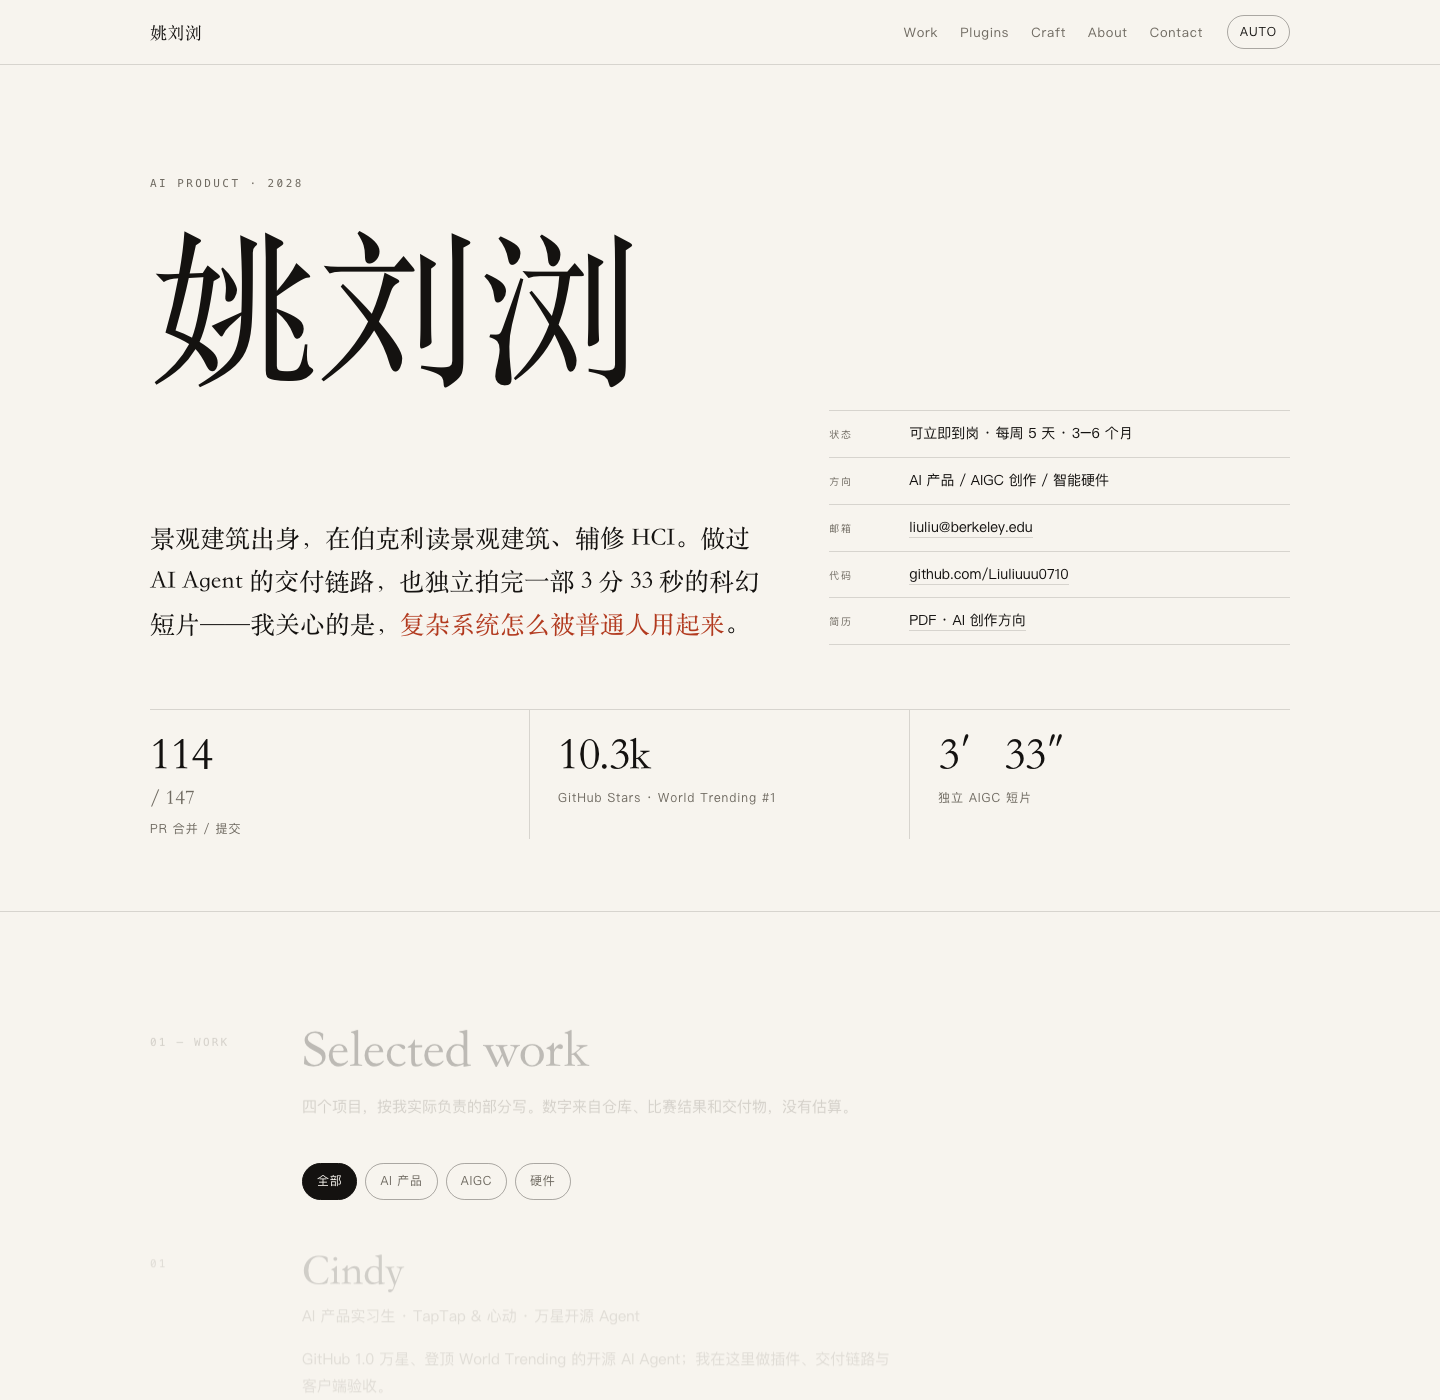 姚刘浏
Work Plugins Craft About Contact AUTO
AI PRODUCT · 2028
姚刘浏
状态 可立即到岗 · 每周 5 天 · 3–6 个月
方向 AI 产品 / AIGC 创作 / 智能硬件
邮箱 liuliu@berkeley.edu
代码 github.com/Liuliuuu0710
简历 PDF · AI 创作方向
景观建筑出身，在伯克利读景观建筑、辅修 HCI。做过
AI Agent 的交付链路，也独立拍完一部 3 分 33 秒的科幻
短片——我关心的是，复杂系统怎么被普通人用起来。
114
/ 147
PR 合并 / 提交
10.3k
GitHub Stars · World Trending #1
3′ 33″
独立 AIGC 短片
01 — WORK
Selected work
四个项目，按我实际负责的部分写。数字来自仓库、比赛结果和交付物，没有估算。
全部 AI 产品 AIGC 硬件
01
Cindy
AI 产品实习生 · TapTap & 心动 · 万星开源 Agent
GitHub 1.0 万星、登顶 World Trending 的开源 AI Agent；我在这里做插件、交付链路与
客户端验收。